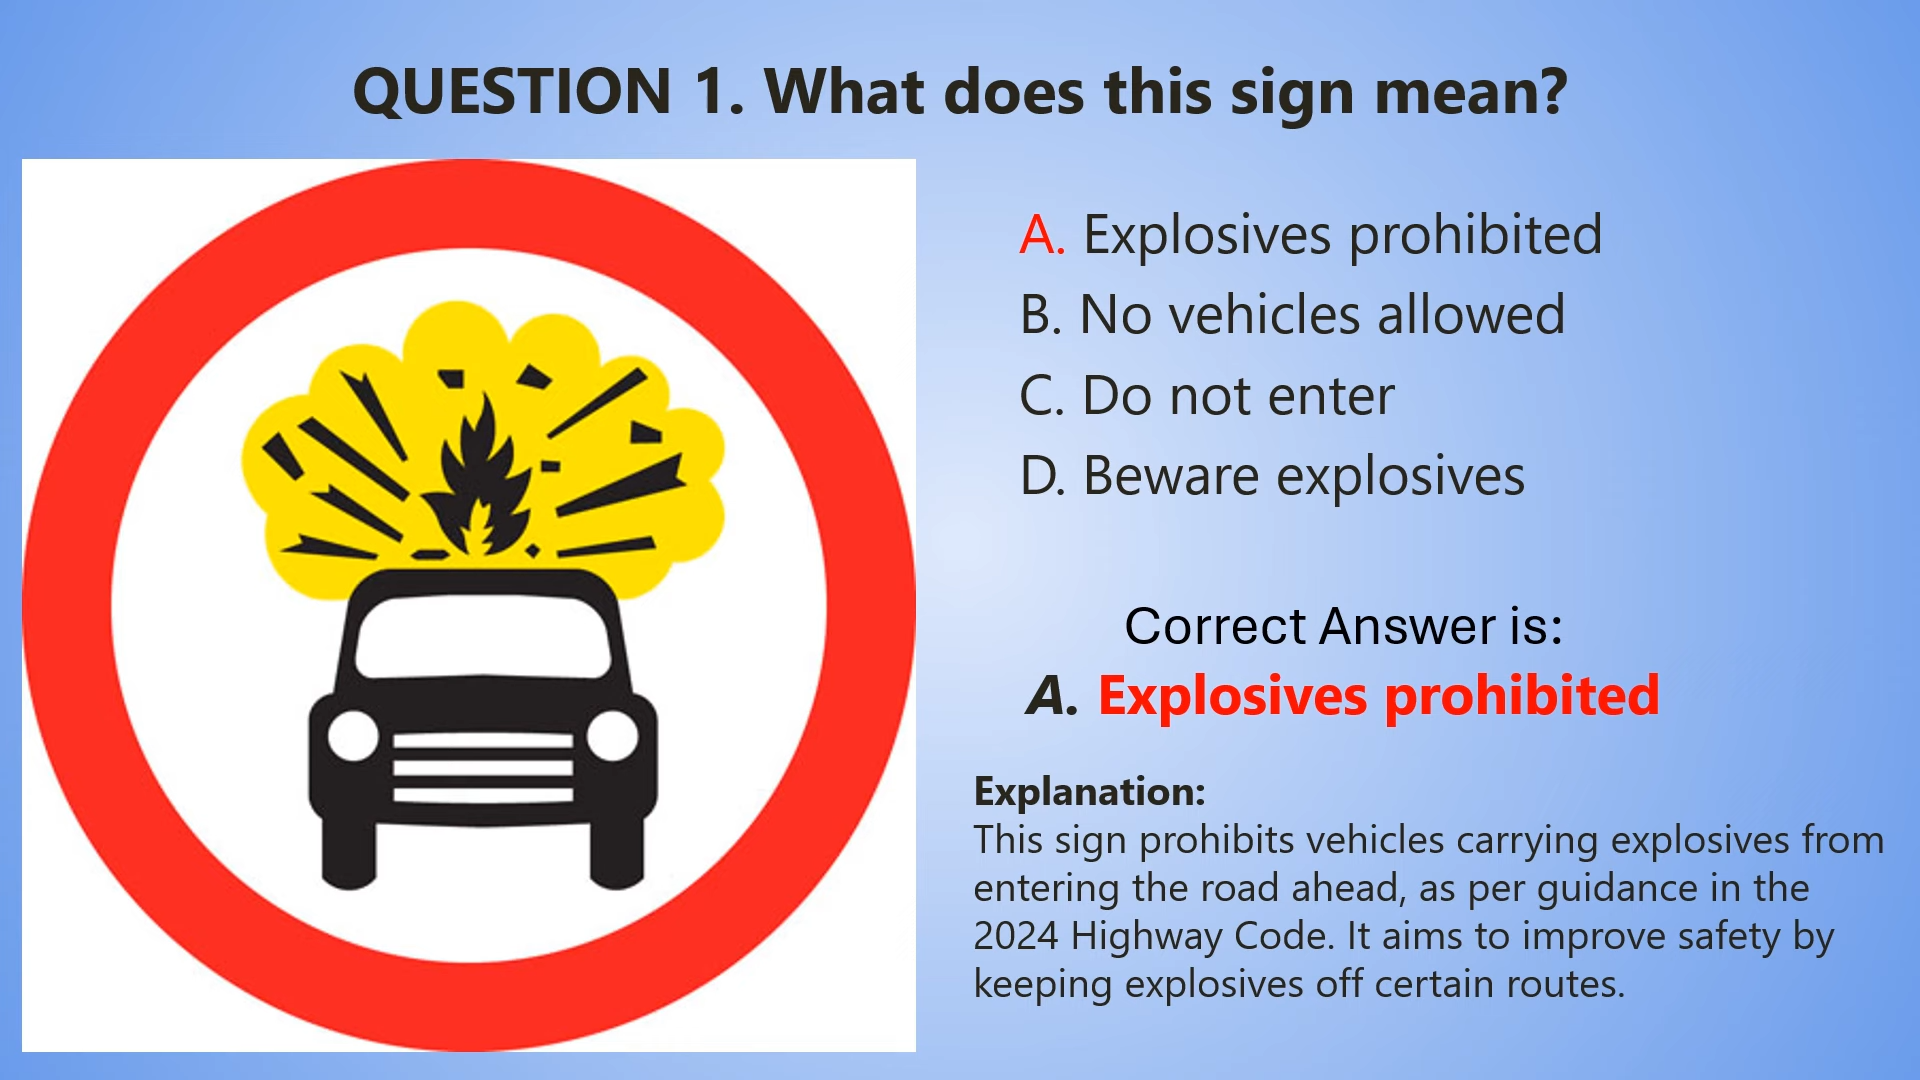 QUESTION 1. What does this sign mean?
A. Explosives prohibited
B. No vehicles allowed
C. Do not enter
D. Beware explosives
Correct Answer is:
A. Explosives prohibited
Explanation:
This sign prohibits vehicles carrying explosives from
entering the road ahead, as per guidance in the
2024 Highway Code. It aims to improve safety by
keeping explosives off certain routes.